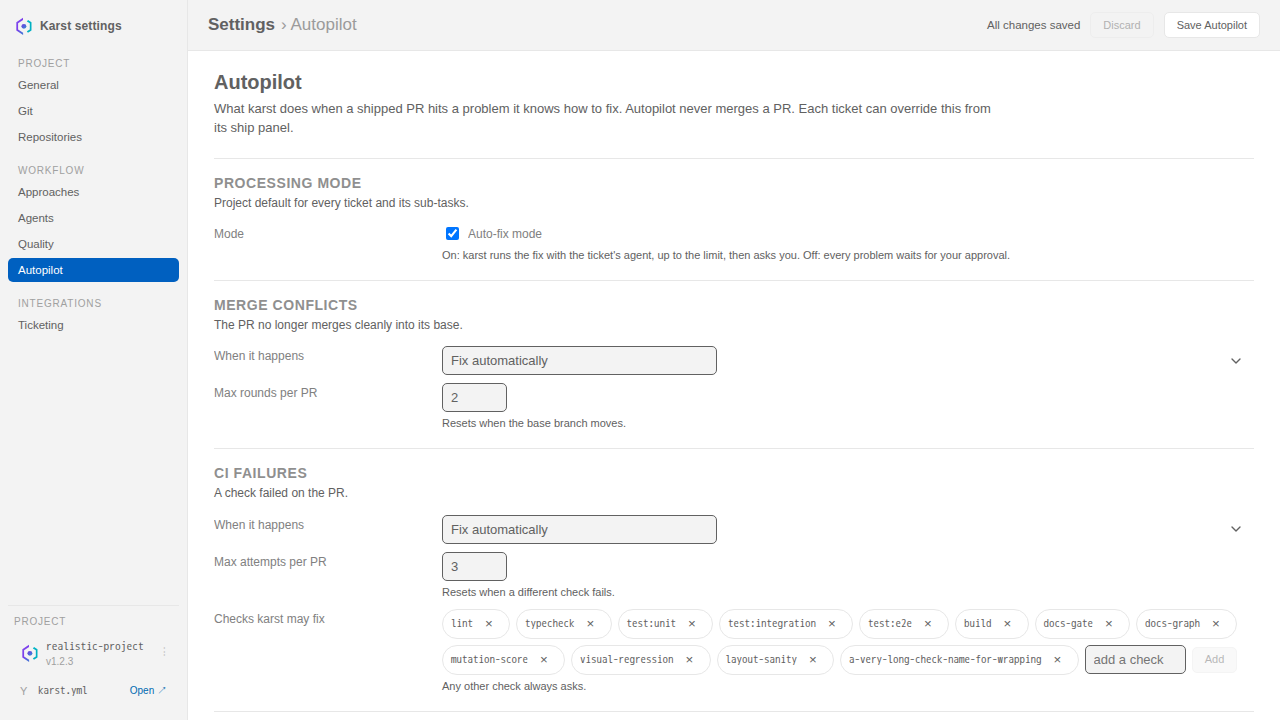 Karst settings
PROJECT
General
Git
Repositories
WORKFLOW
Approaches
Agents
Quality
Autopilot
INTEGRATIONS
Ticketing
PROJECT
realistic-project
v1.2.3
Y karst.yml Open ↗
Settings › Autopilot
All changes saved Discard Save Autopilot
Autopilot
What karst does when a shipped PR hits a problem it knows how to fix. Autopilot never merges a PR. Each ticket can override this from
its ship panel.
PROCESSING MODE
Project default for every ticket and its sub-tasks.
Mode Auto-fix mode
On: karst runs the fix with the ticket's agent, up to the limit, then asks you. Off: every problem waits for your approval.
MERGE CONFLICTS
The PR no longer merges cleanly into its base.
When it happens Fix automatically
Max rounds per PR 2
Resets when the base branch moves.
CI FAILURES
A check failed on the PR.
When it happens Fix automatically
Max attempts per PR 3
Resets when a different check fails.
Checks karst may fix lint × typecheck × test:unit × test:integration × test:e2e × build × docs-gate × docs-graph ×
mutation-score × visual-regression × layout-sanity × a-very-long-check-name-for-wrapping × add a check Add
Any other check always asks.